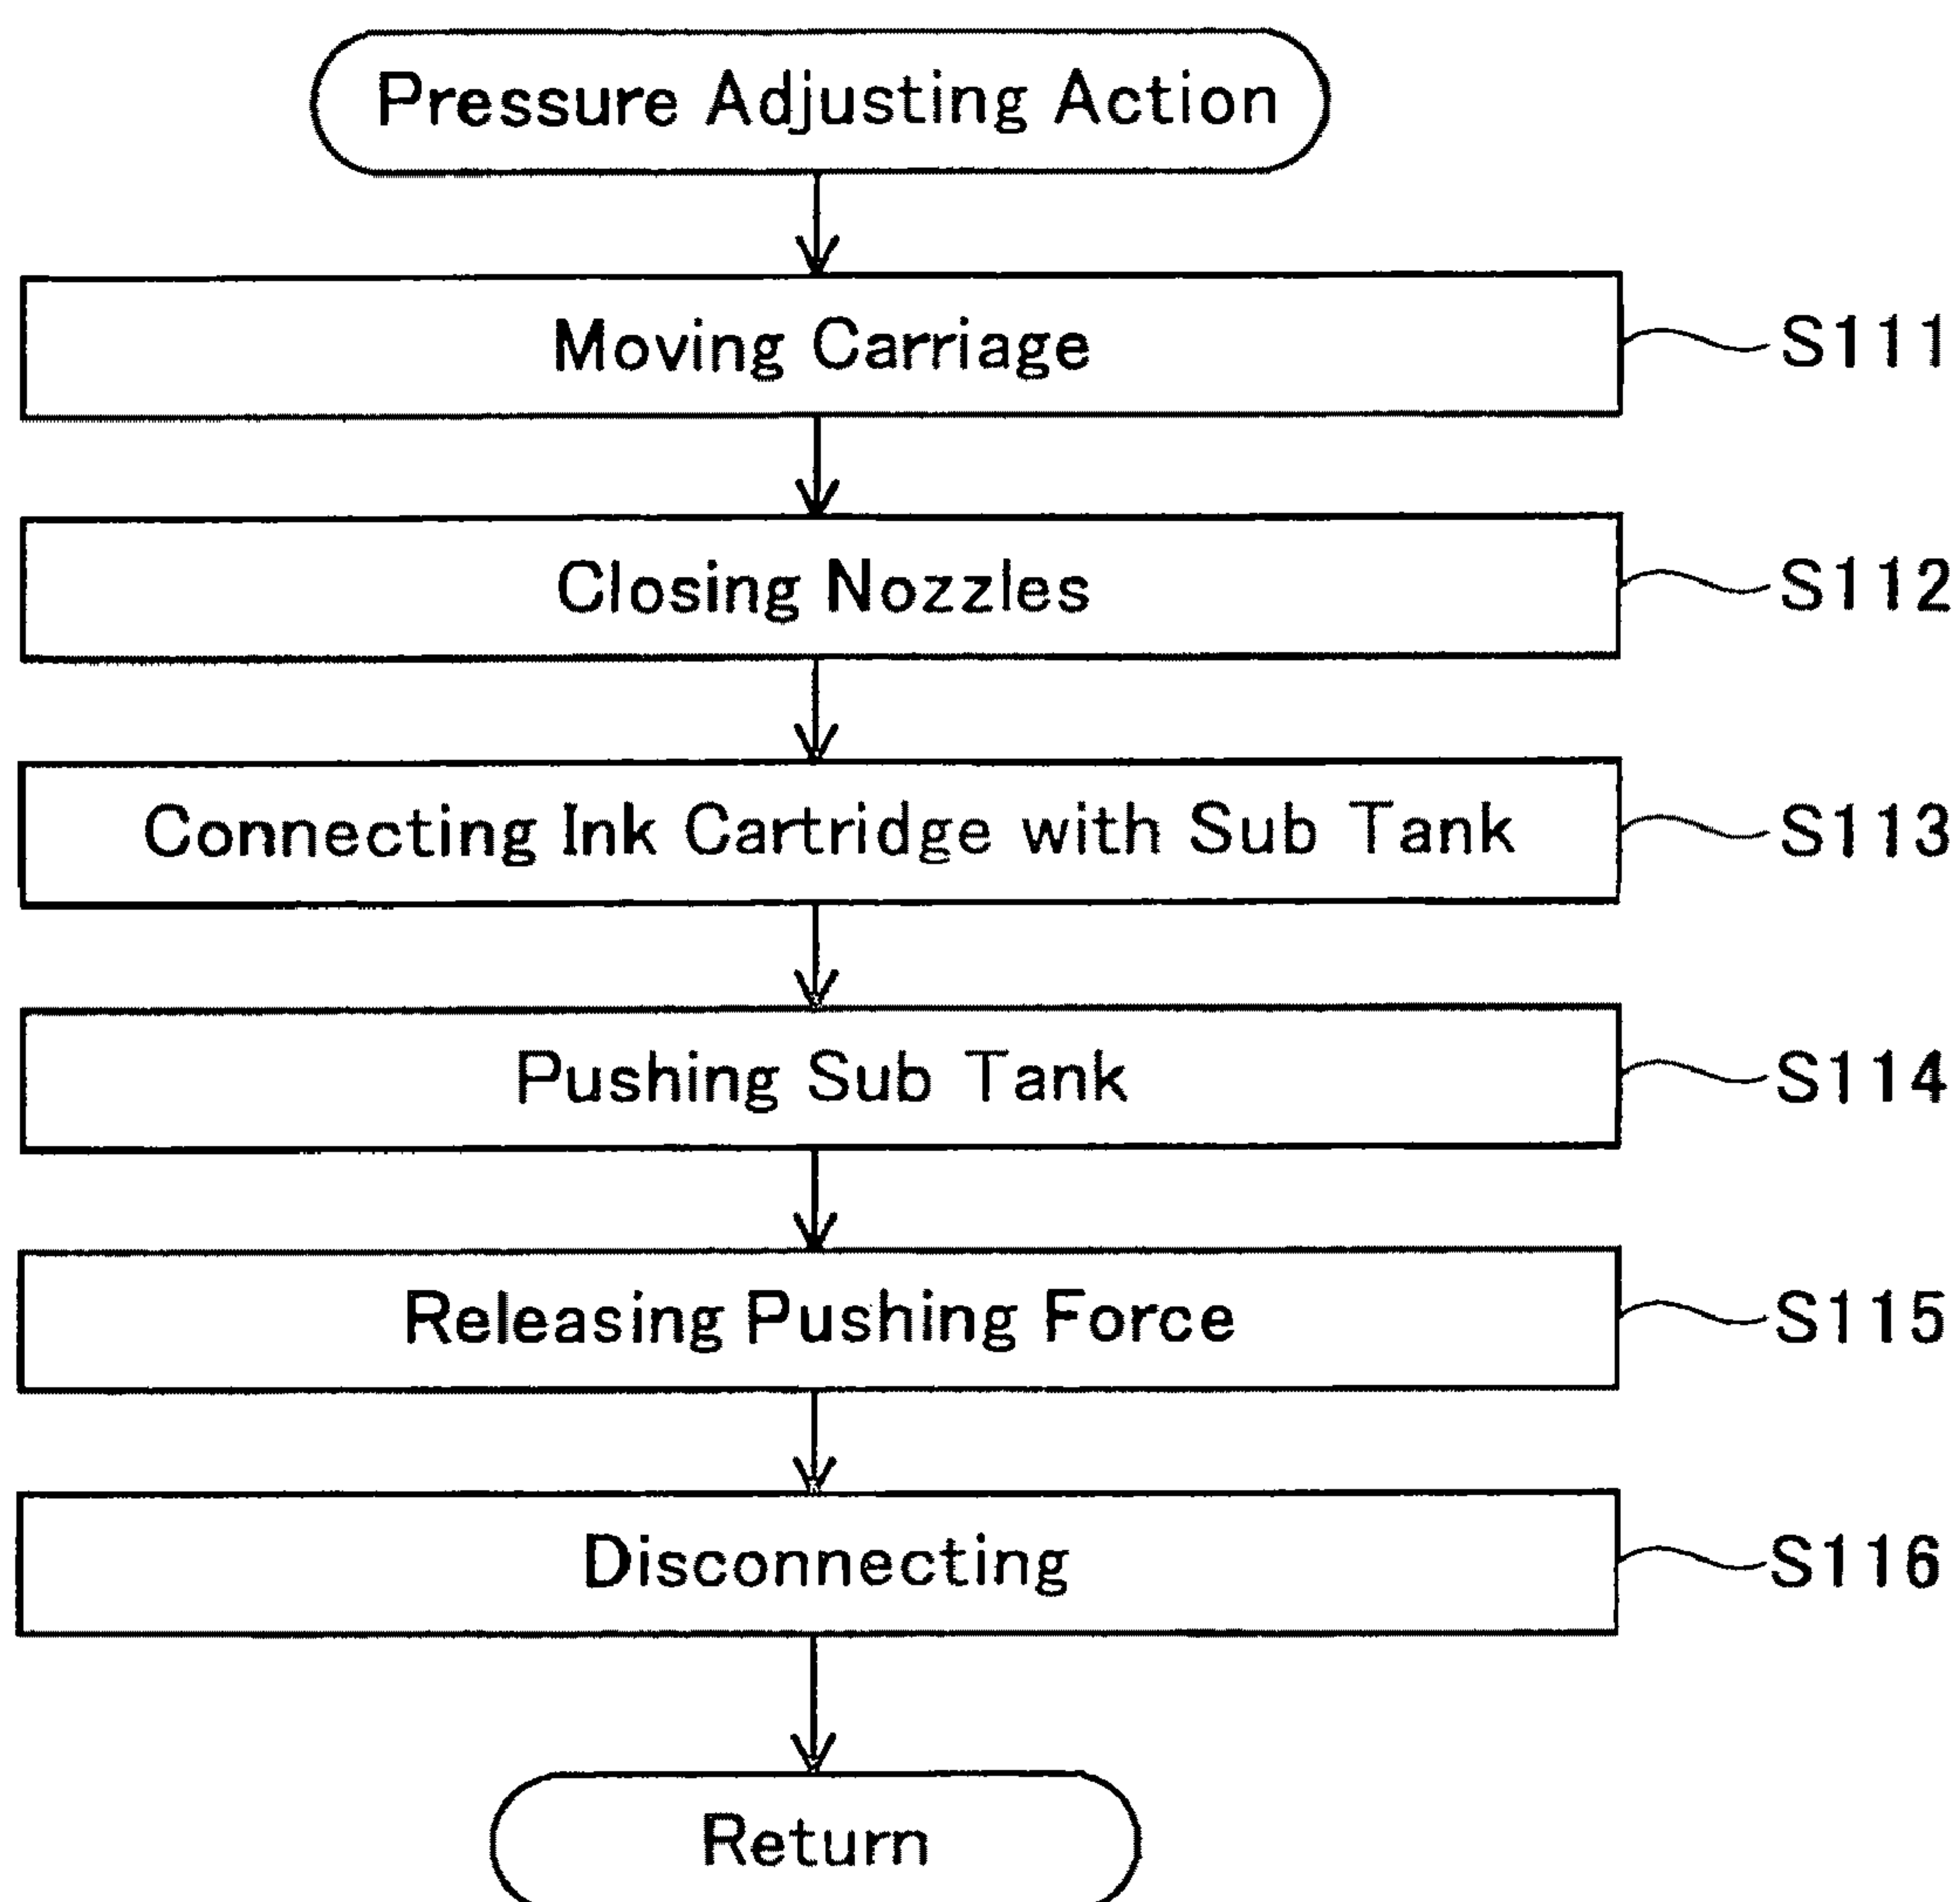 Pressure Adjusting Action
Moving Carriage
S111
Closing Nozzles
S112
Connecting Ink Cartridge with Sub Tank
S113
Pushing Sub Tank
S114
Releasing Pushing Force
S115
Disconnecting
S116
Return